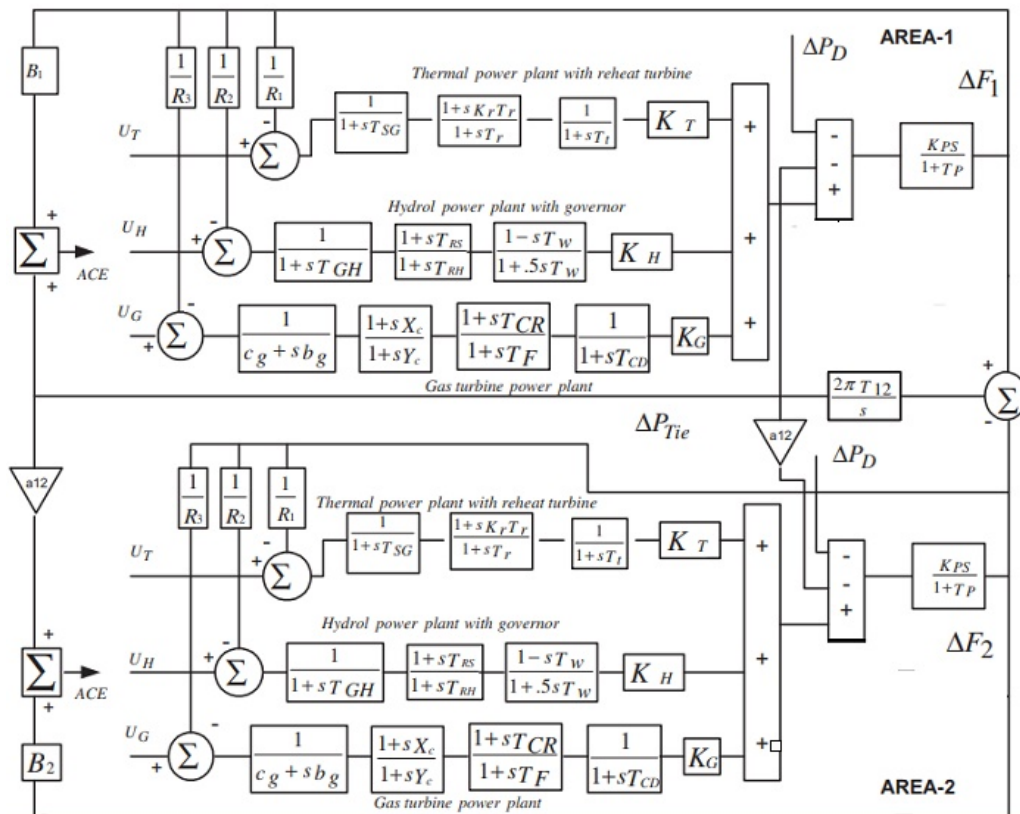 AREA-1
ΔP_D
ΔF_1
B_1
1/R_3
1/R_2
1/R_1
Thermal power plant with reheat turbine
U_T
+
-
Σ
1/(1+sT_SG)
(1+sK_rT_r)/(1+sT_r)
1/(1+sT_t)
K_T
+
-
-
+
K_PS/(1+T_P)
Hydrol power plant with governor
+
Σ
+
ACE
U_H
+
-
Σ
1/(1+sT_GH)
(1+sT_RS)/(1+sT_RH)
(1-sT_w)/(1+.5sT_w)
K_H
+
U_G
+
-
Σ
1/(c_g+sb_g)
(1+sX_c)/(1+sY_c)
(1+sT_CR)/(1+sT_F)
1/(1+sT_CD)
K_G
+
Gas turbine power plant
2πT_12/s
+
Σ
-
ΔP_Tie
a12
ΔP_D
a12
1/R_3
1/R_2
1/R_1
Thermal power plant with reheat turbine
U_T
+
-
Σ
1/(1+sT_SG)
(1+sK_rT_r)/(1+sT_r)
1/(1+sT_t)
K_T
+
-
-
+
K_PS/(1+T_P)
Hydrol power plant with governor
ΔF_2
+
Σ
+
ACE
U_H
+
-
Σ
1/(1+sT_GH)
(1+sT_RS)/(1+sT_RH)
(1-sT_w)/(1+.5sT_w)
K_H
+
B_2
U_G
+
-
Σ
1/(c_g+sb_g)
(1+sX_c)/(1+sY_c)
(1+sT_CR)/(1+sT_F)
1/(1+sT_CD)
K_G
+
Gas turbine power plant
AREA-2